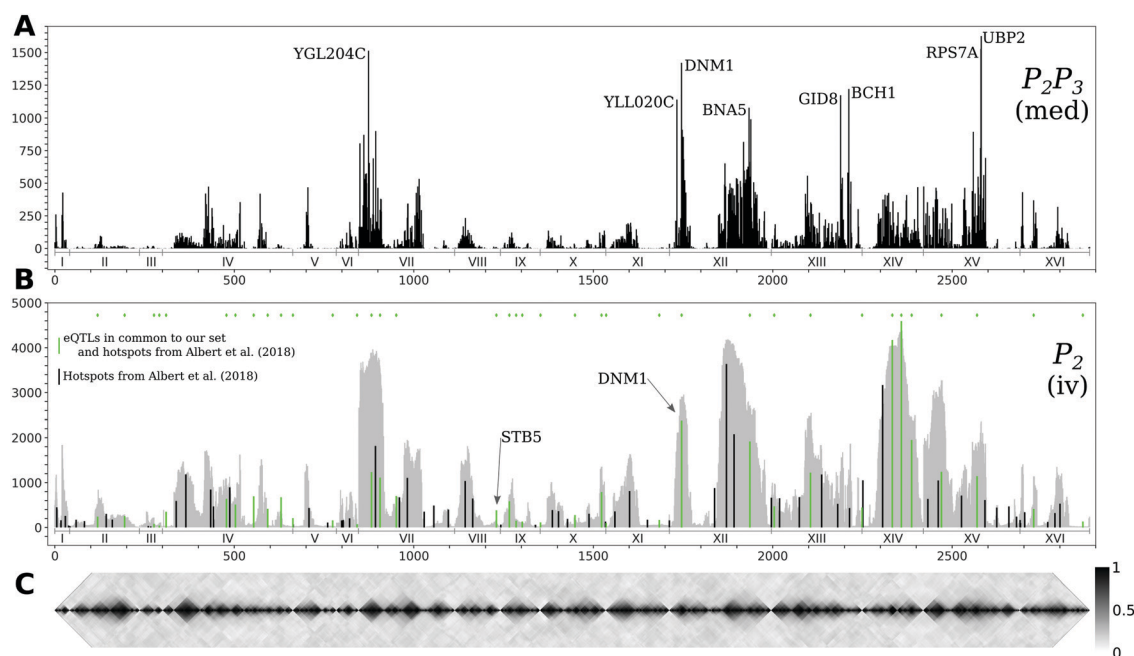 A
1500
1250
1000
750
500
250
0
YGL204C
YLL020C
DNM1
BNA5
GID8
BCH1
RPS7A
UBP2
P2P3
(med)
I II III IV V VI VII VIII IX X XI XII XIII XIV XV XVI
0 500 1000 1500 2000 2500
B
5000
4000
3000
2000
1000
0
eQTLs in common to our set
and hotspots from Albert et al. (2018)
Hotspots from Albert et al. (2018)
STB5
DNM1
P2
(iv)
I II III IV V VI VII VIII IX X XI XII XIII XIV XV XVI
0 500 1000 1500 2000 2500
C
1
0.5
0